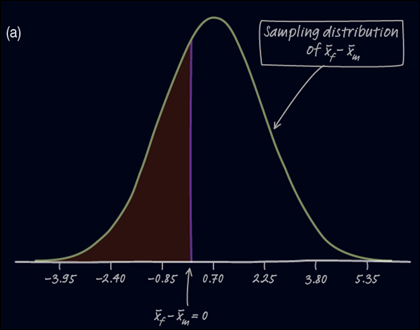 (a)
Sampling distribution
of x̄f – x̄m
-3.95 -2.40 -0.85 0.70 2.25 3.80 5.35
x̄f – x̄m = 0